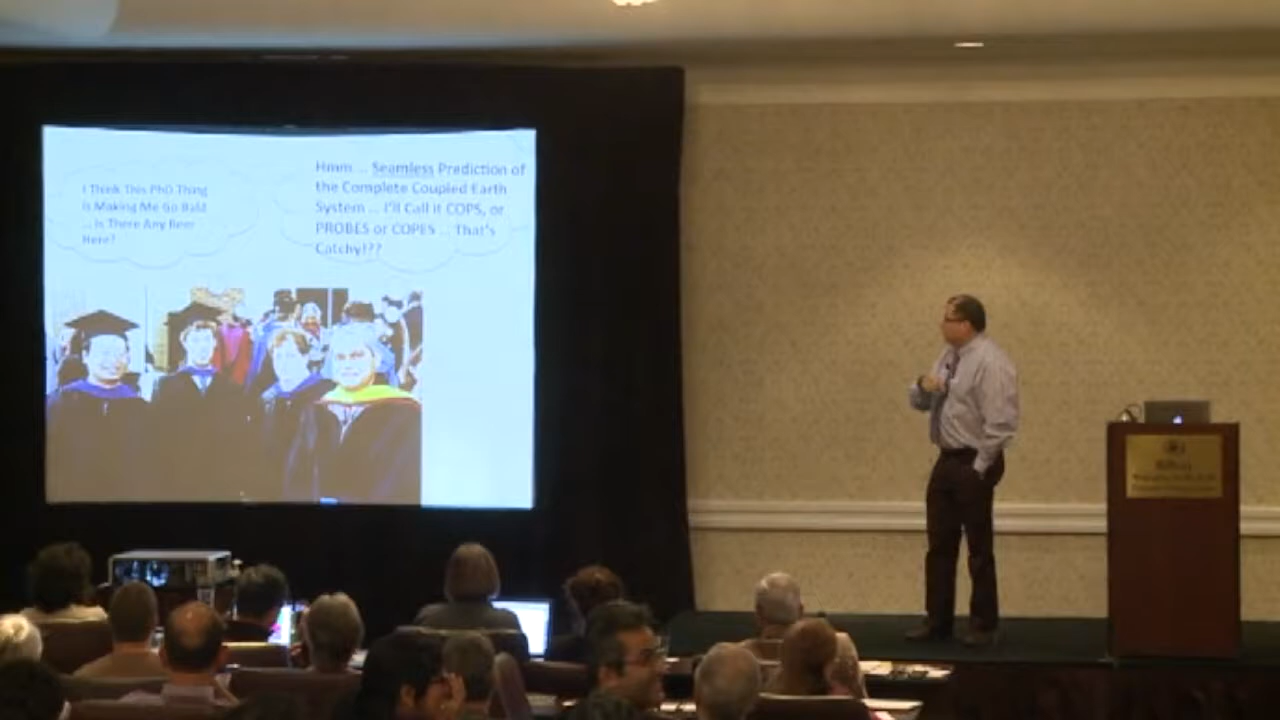 I Think This PhD Thing
is Making Me Go Bald
... Is There Any Beer
Here?
Hmm ... Seamless Prediction of
the Complete Coupled Earth
System ... I'll Call it COPS, or
PROBES or COPES ... That's
Catchy!??
Hilton